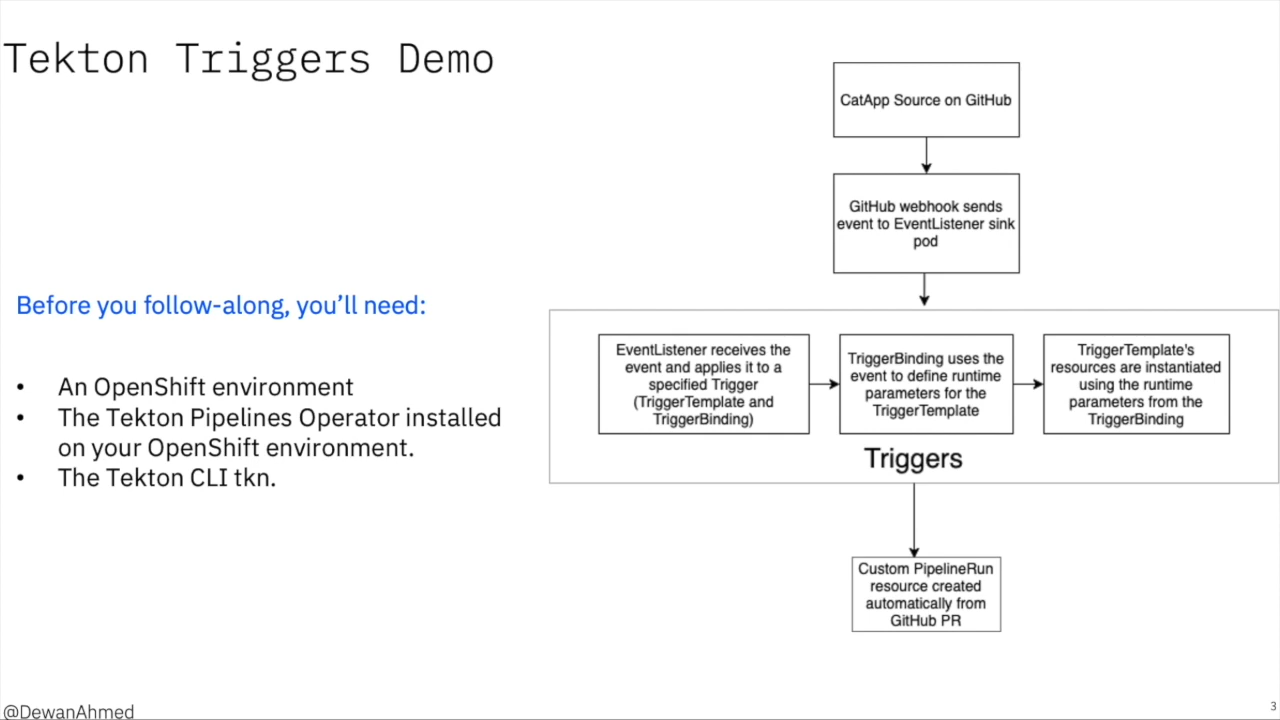 Tekton Triggers Demo
Before you follow-along, you’ll need:
• An OpenShift environment
• The Tekton Pipelines Operator installed
on your OpenShift environment.
• The Tekton CLI tkn.
CatApp Source on GitHub
GitHub webhook sends
event to EventListener sink
pod
EventListener receives the
event and applies it to a
specified Trigger
(TriggerTemplate and
TriggerBinding)
TriggerBinding uses the
event to define runtime
parameters for the
TriggerTemplate
TriggerTemplate's
resources are instantiated
using the runtime
parameters from the
TriggerBinding
Triggers
Custom PipelineRun
resource created
automatically from
GitHub PR
@DewanAhmed
3